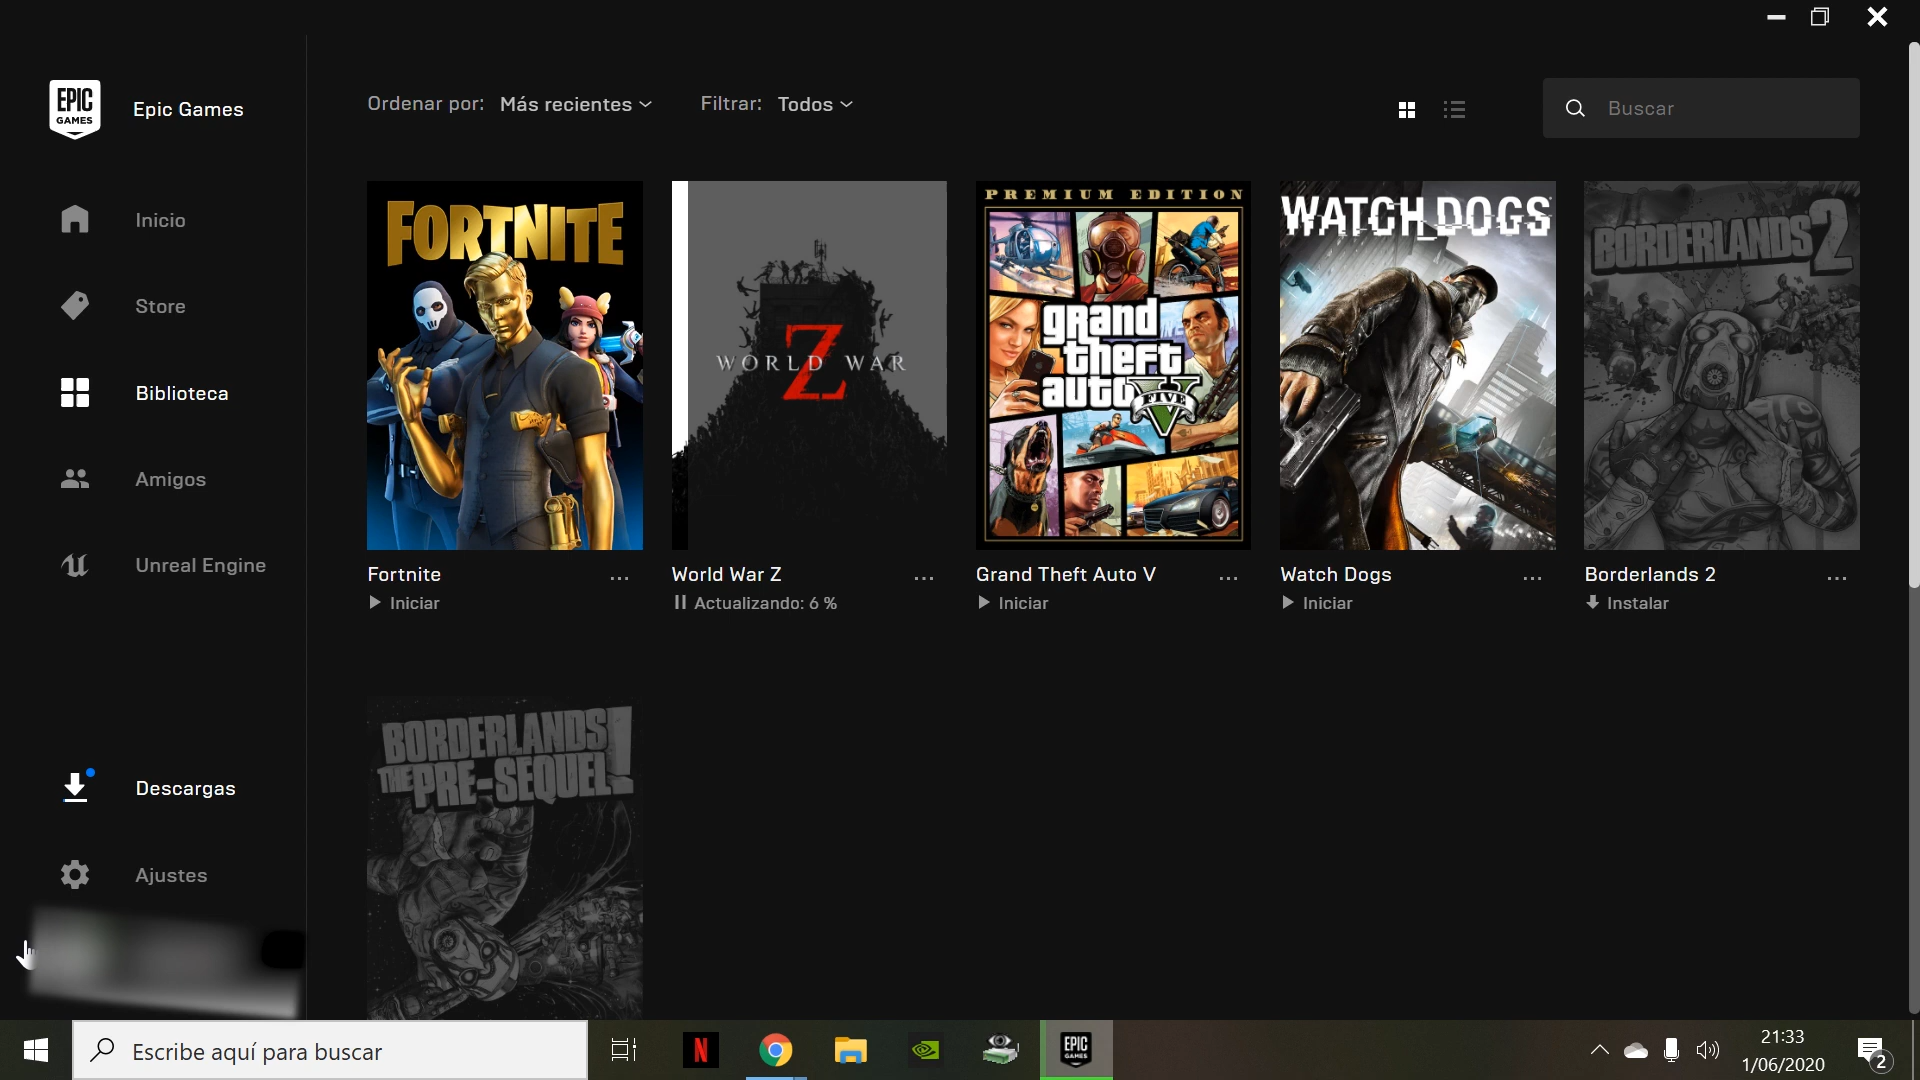 EPIC
GAMES
Epic Games
Inicio
Store
Biblioteca
Amigos
Unreal Engine
Descargas
Ajustes
Ordenar por: Más recientes
Filtrar: Todos
Buscar
FORTNITE
WORLD WAR
Z
PREMIUM EDITION
grand
theft
auto
V
FIVE
WATCH_DOGS
BORDERLANDS 2
Fortnite
...
Iniciar
World War Z
...
Actualizando: 6 %
Grand Theft Auto V
...
Iniciar
Watch Dogs
...
Iniciar
Borderlands 2
...
Instalar
BORDERLANDS
THE PRE-SEQUEL!
Escribe aquí para buscar
N
EPIC
GAMES
21:33
1/06/2020
2